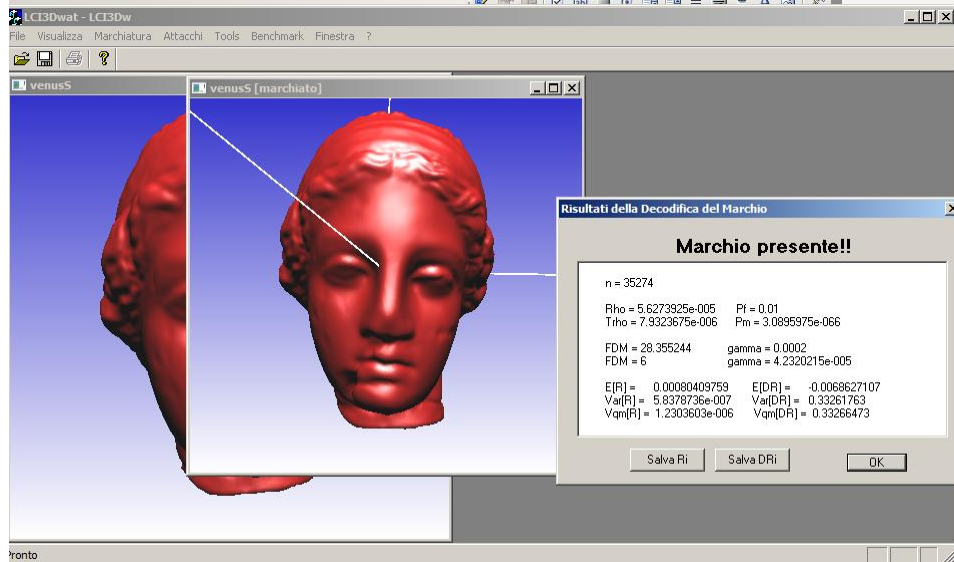 LCI3Dwat - LCI3Dw
File Visualizza Marchiatura Attacchi Tools Benchmark Finestra ?
venusS
venusS [marchiato]
Risultati della Decodifica del Marchio
Marchio presente!!
n = 35274
Rho = 5.6273925e-005 Pf = 0.01
Trho = 7.9323675e-006 Pm = 3.0895975e-066
FDM = 28.355244 gamma = 0.0002
FDM = 6 gamma = 4.2320215e-005
E[R] = 0.00080409759 E[DR] = -0.0068627107
Var[R] = 5.8378736e-007 Var[DR] = 0.33261763
Vqm[R] = 1.2303603e-006 Vqm[DR] = 0.33266473
Salva Ri Salva DRi OK
Pronto